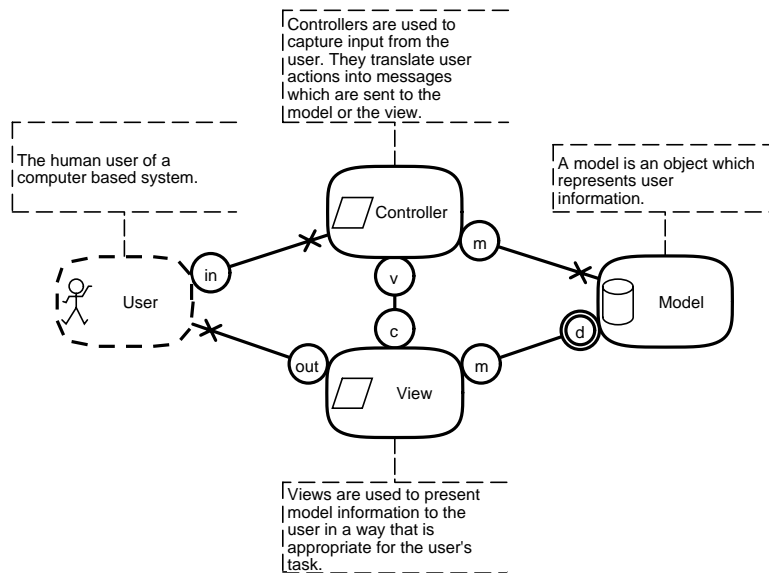 Controllers are used to
capture input from the
user. They translate user
actions into messages
which are sent to the
model or the view.
The human user of a
computer based system.
A model is an object which
represents user
information.
Controller
in
m
v
User
Model
c
d
out
m
View
Views are used to present
model information to the
user in a way that is
appropriate for the user's
task.